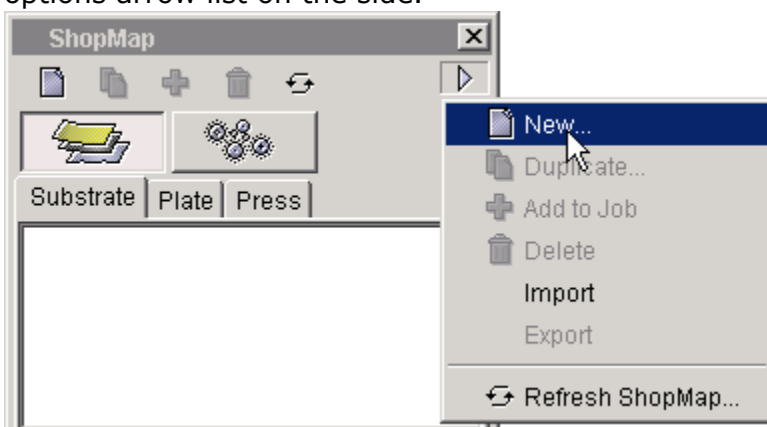 options arrow list on the side.
ShopMap
New...
Duplicate...
Substrate Plate Press
Add to Job
Delete
Import
Export
Refresh ShopMap...